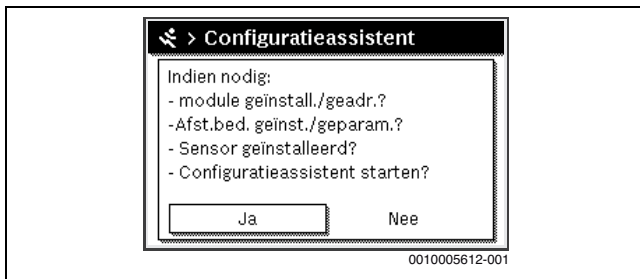 > Configuratieassistent
Indien nodig:
- module geïnstall./geadr.?
-Afst.bed. geïnst./geparam.?
- Sensor geïnstalleerd?
- Configuratieassistent starten?
Ja Nee
0010005612-001